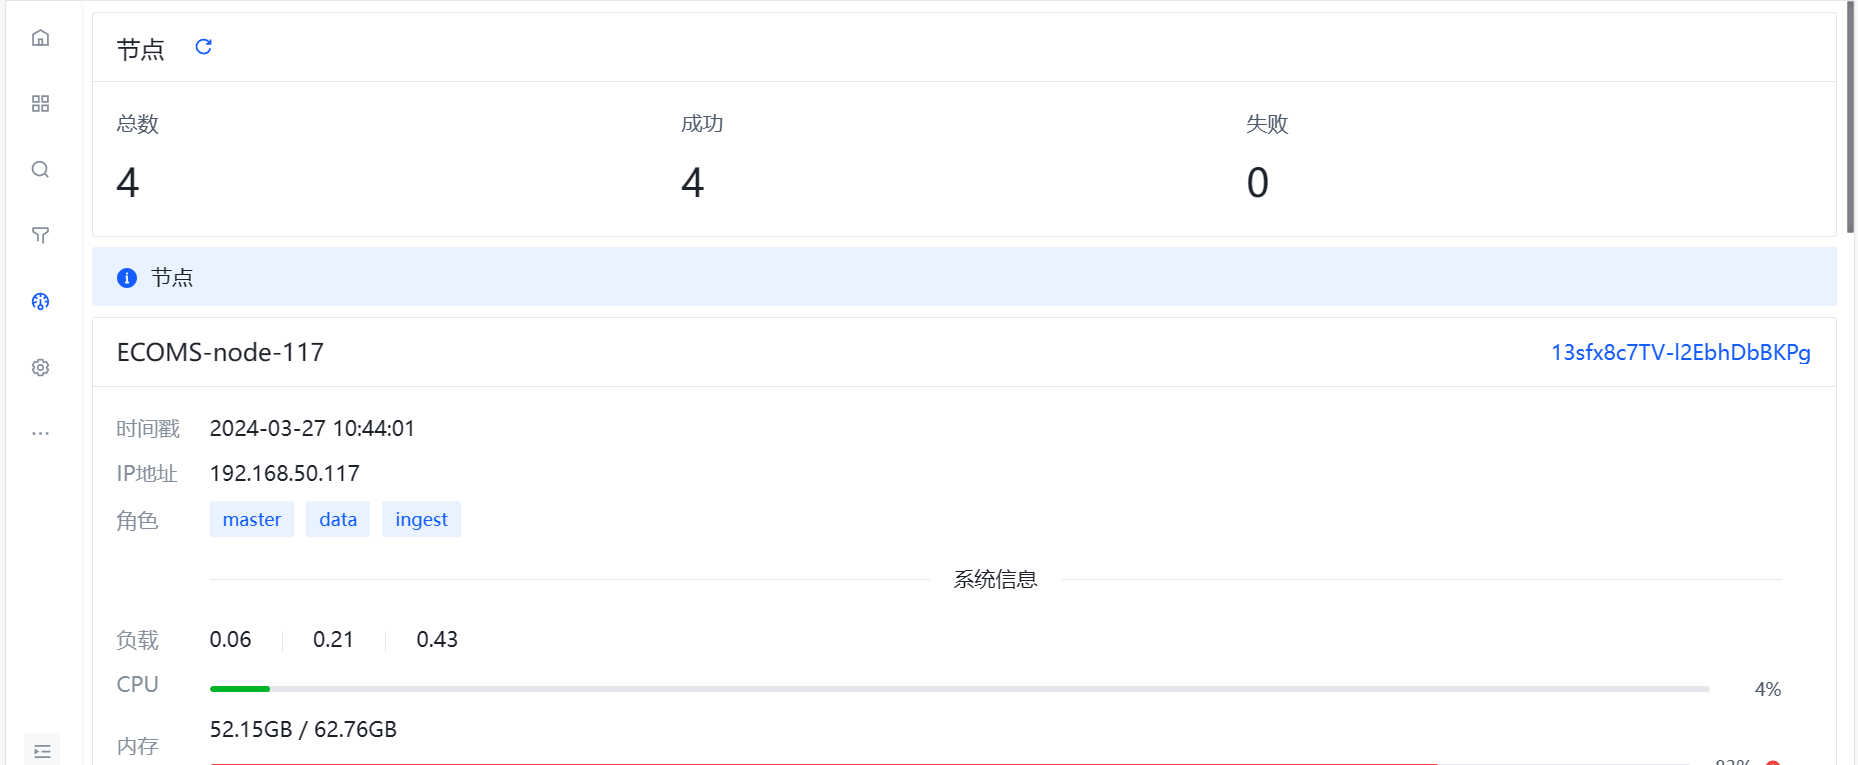 节点
总数
成功
失败
4
4
0
节点
ECOMS-node-117
13sfx8c7TV-l2EbhDbBKPg
时间戳 2024-03-27 10:44:01
IP地址 192.168.50.117
角色 master data ingest
系统信息
负载 0.06 0.21 0.43
CPU 4%
52.15GB / 62.76GB
内存